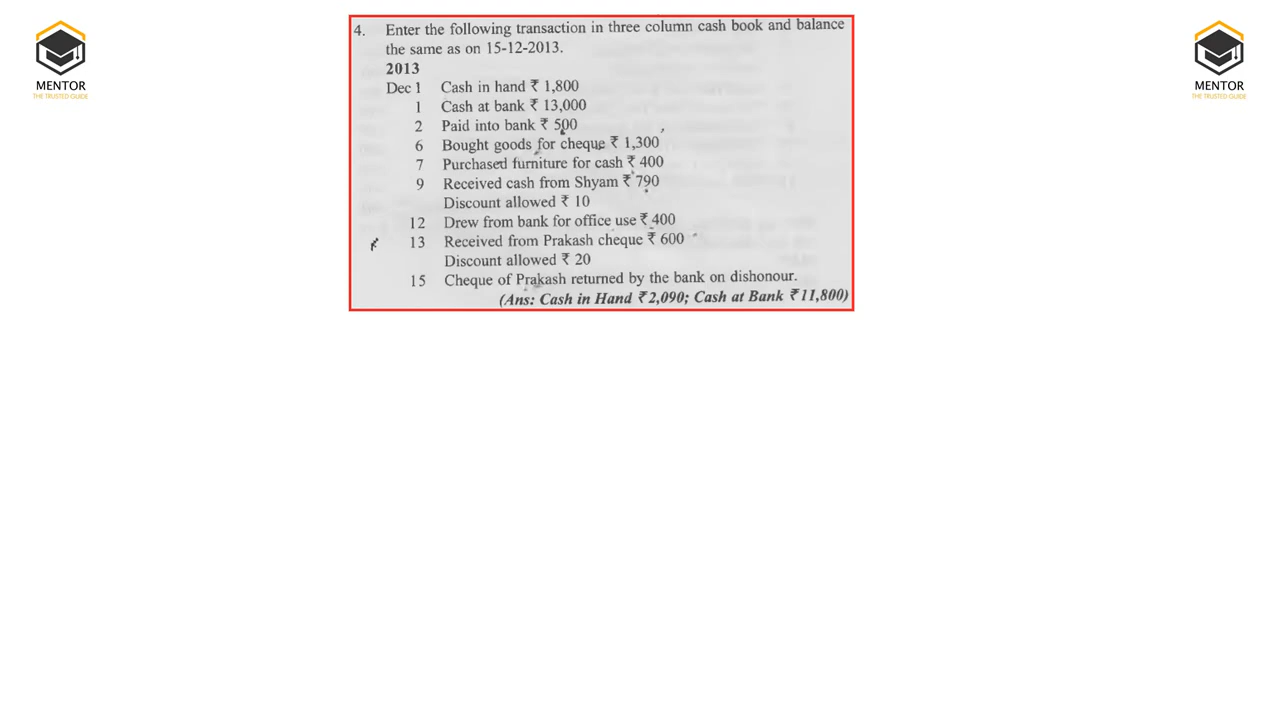 MENTOR
THE TRUSTED GUIDE
MENTOR
THE TRUSTED GUIDE
4. Enter the following transaction in three column cash book and balance
the same as on 15-12-2013.
2013
Dec 1 Cash in hand ₹ 1,800
1 Cash at bank ₹ 13,000
2 Paid into bank ₹ 500
6 Bought goods for cheque ₹ 1,300
7 Purchased furniture for cash ₹ 400
9 Received cash from Shyam ₹ 790
Discount allowed ₹ 10
12 Drew from bank for office use ₹ 400
13 Received from Prakash cheque ₹ 600
Discount allowed ₹ 20
15 Cheque of Prakash returned by the bank on dishonour.
(Ans: Cash in Hand ₹ 2,090; Cash at Bank ₹ 11,800)